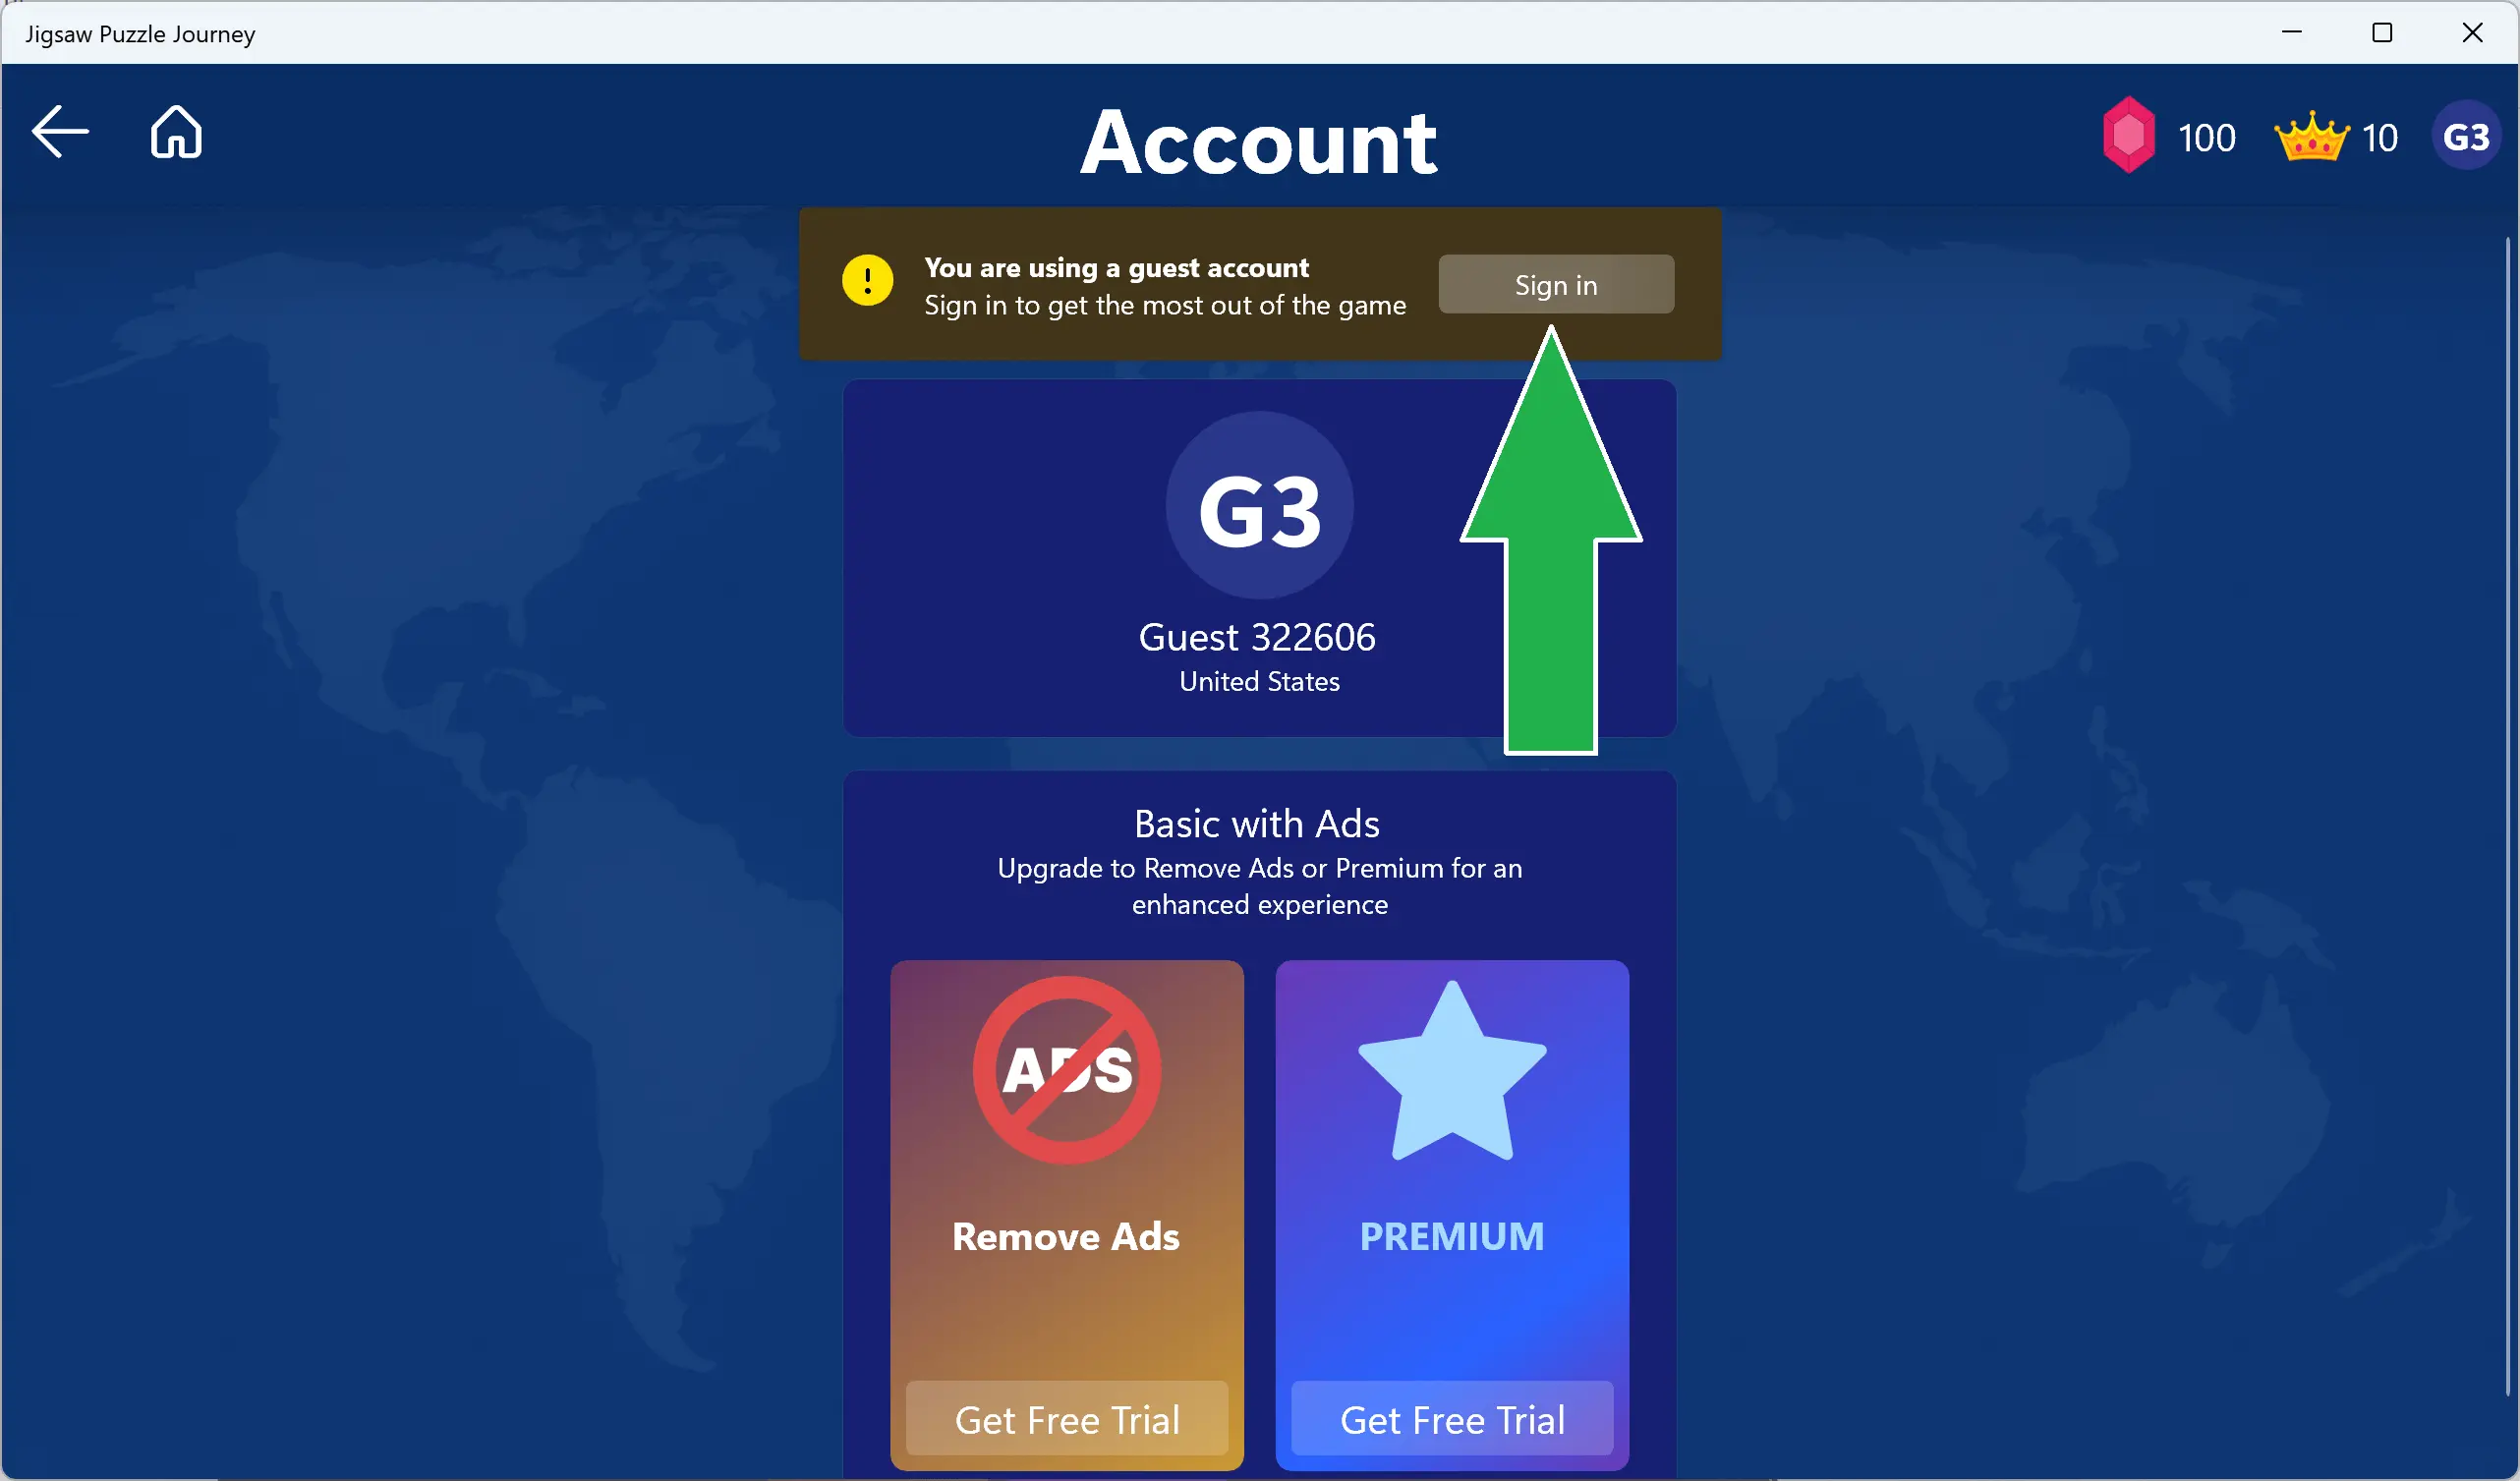 Jigsaw Puzzle Journey
Account
100
10
G3
You are using a guest account
Sign in to get the most out of the game
Sign in
G3
Guest 322606
United States
Basic with Ads
Upgrade to Remove Ads or Premium for an
enhanced experience
ADS
Remove Ads
Get Free Trial
PREMIUM
Get Free Trial